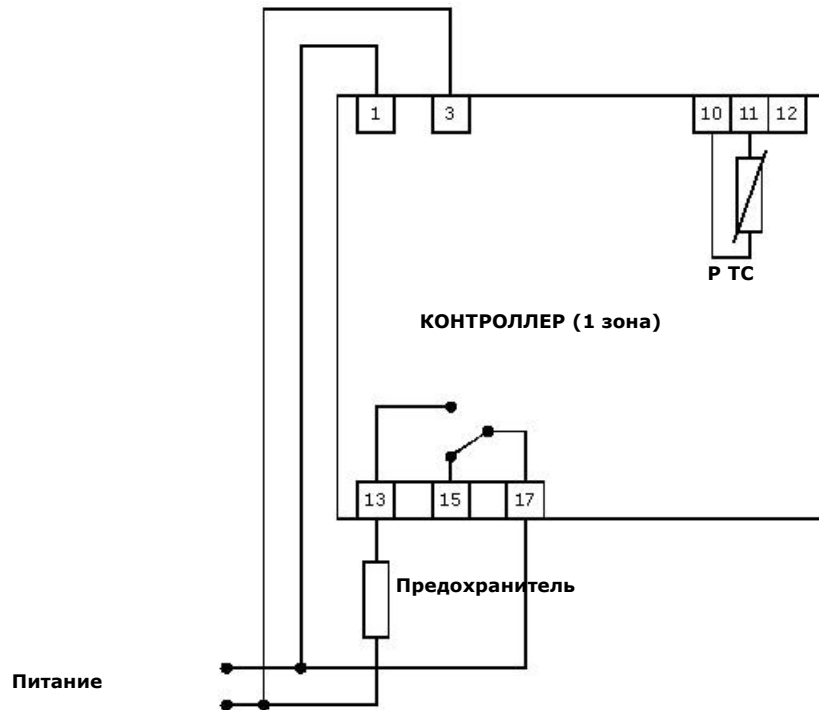 1
3
10 11 12
Р ТС
КОНТРОЛЛЕР (1 зона)
13
15
17
Предохранитель
Питание